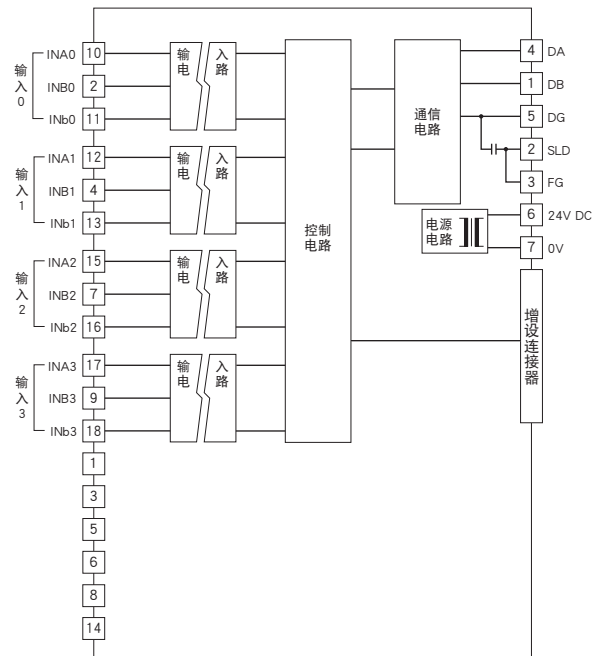 输入0
INA0 10
INB0 2
INb0 11
输入电路
输入1
INA1 12
INB1 4
INb1 13
输入电路
输入2
INA2 15
INB2 7
INb2 16
输入电路
输入3
INA3 17
INB3 9
INb3 18
输入电路
1
3
5
6
8
14
控制
电路
通信
电路
电源
电路
4 DA
1 DB
5 DG
2 SLD
3 FG
6 24V DC
7 0V
增设连接器